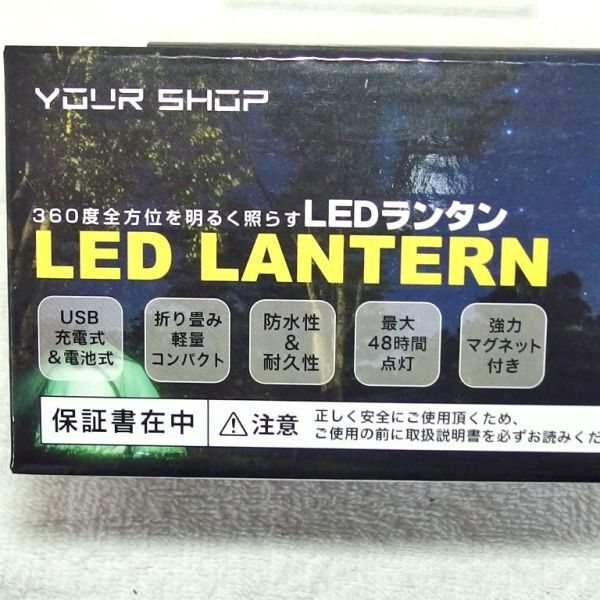 YOUR SHOP
360度全方位を明るく照らすLEDランタン
LED LANTERN
USB
充電式
&電池式
折り畳み
軽量
コンパクト
防水性
&
耐久性
最大
48時間
点灯
強力
マグネット
付き
保証書在中
⚠注意
正しく安全にご使用頂くため、
ご使用の前に取扱説明書を必ずお読みくだ